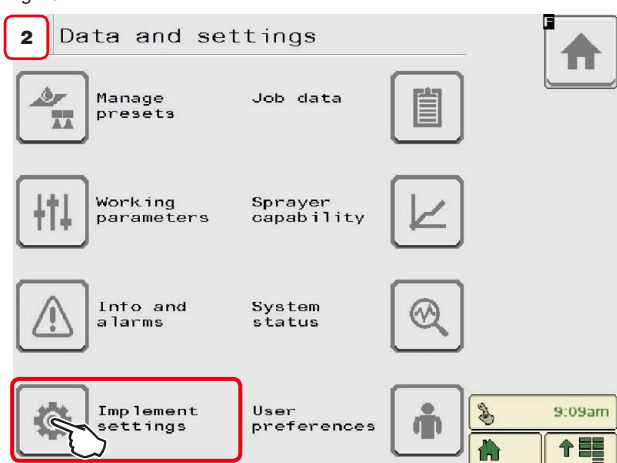 2
Data and settings
F
Manage
presets
Job data
Working
parameters
Sprayer
capability
Info and
alarms
System
status
Implement
settings
User
preferences
9:09am